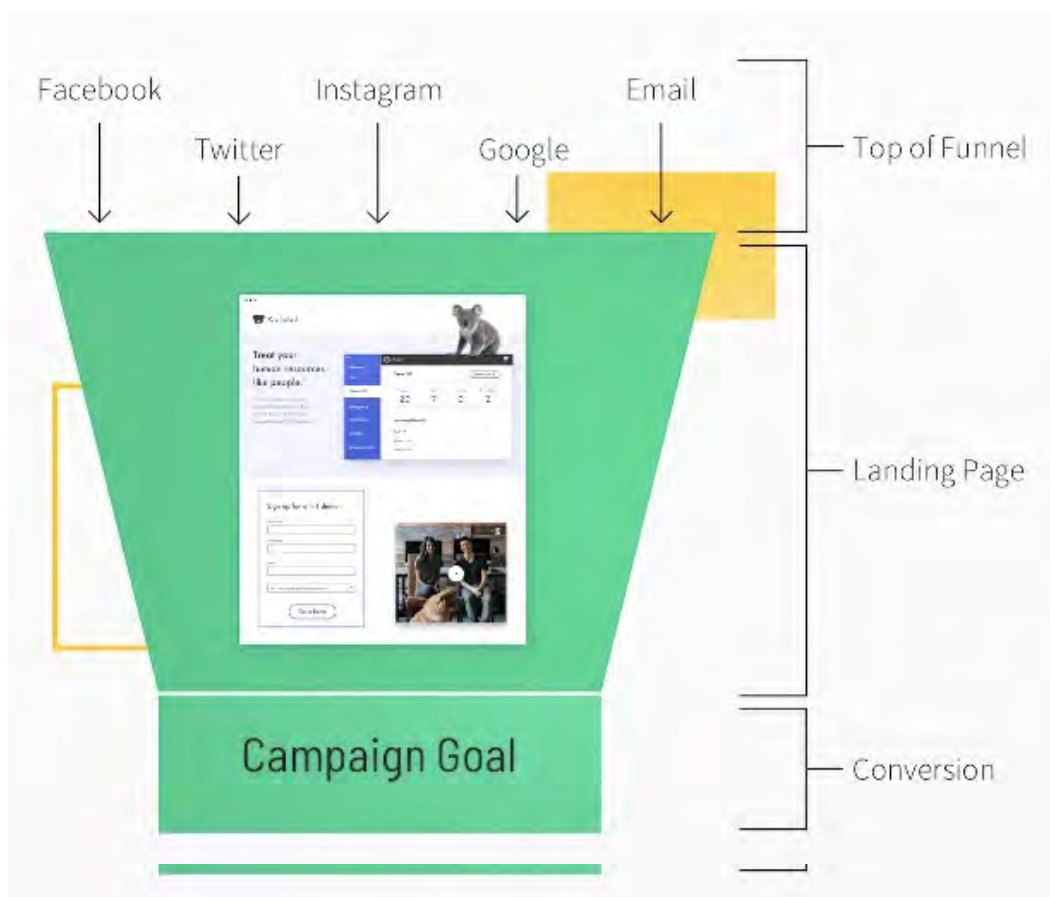 Facebook
Instagram
Email
Twitter
Google
Top of Funnel
Treat your
human resources
like people.
Landing Page
Campaign Goal
Conversion